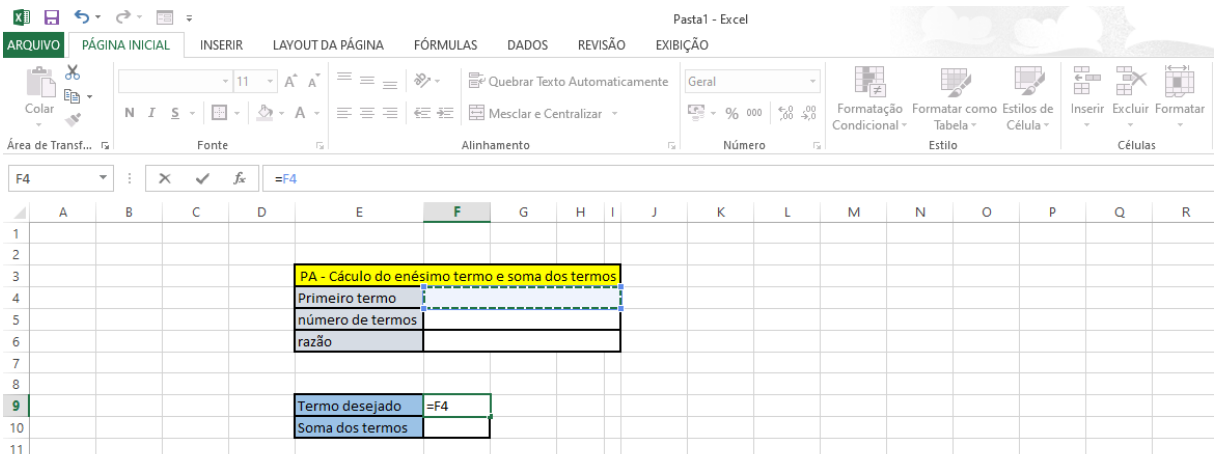 Pasta1 - Excel
ARQUIVO PÁGINA INICIAL INSERIR LAYOUT DA PÁGINA FÓRMULAS DADOS REVISÃO EXIBIÇÃO
11 A A Quebrar Texto Automaticamente Geral
Colar N I S A Mesclar e Centralizar % 000 Formatação Condicional Formatar como Tabela Estilos de Célula Inserir Excluir Formatar
Área de Transf... Fonte Alinhamento Número Estilo Células
F4 fx =F4
A B C D E F G H I J K L M N O P Q R
1
2
3 PA - Cáculo do enésimo termo e soma dos termos
4 Primeiro termo
5 número de termos
6 razão
7
8
9 Termo desejado =F4
10 Soma dos termos
11